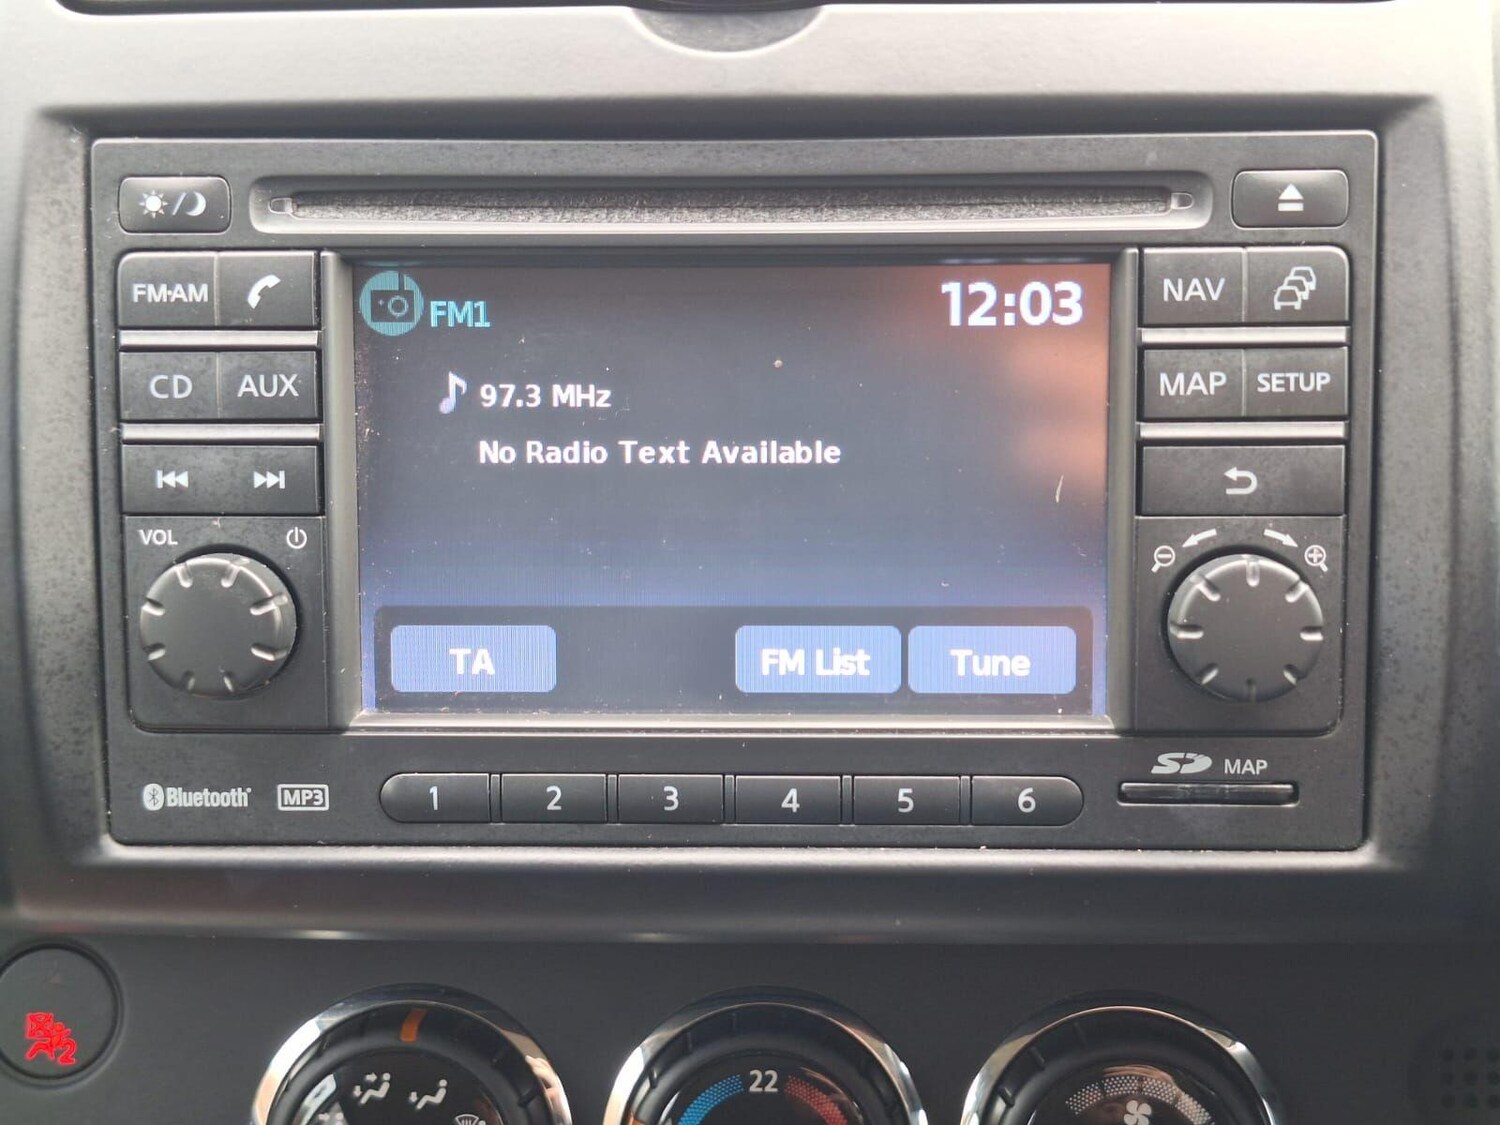 FM·AM
CD AUX
VOL
FM1
12:03
97.3 MHz
No Radio Text Available
TA FM List Tune
NAV
MAP SETUP
Bluetooth® MP3
1 2 3 4 5 6
SD MAP
22